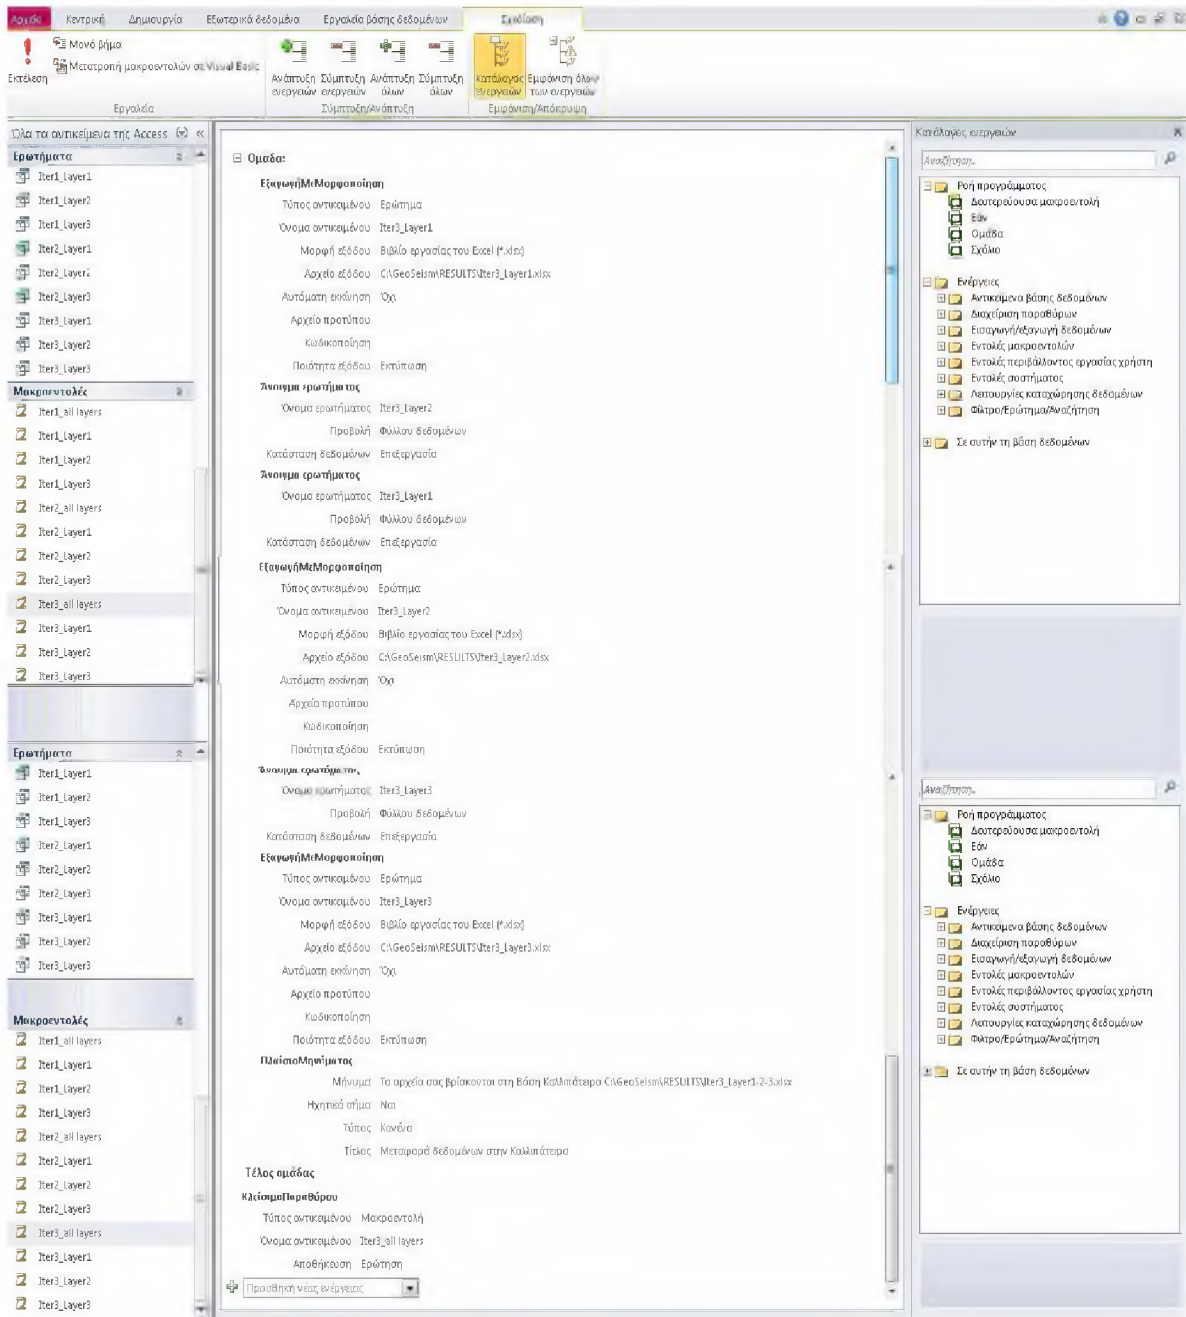 Αρχείο Κεντρική Δημιουργία Εξωτερικά δεδομένα Εργαλεία βάσης δεδομένων Σχεδίαση
Μονό βήμα
Μετατροπή μακροεντολών σε Visual Basic
Εκτέλεση
Ανάπτυξη ενεργειών
Σύμπτυξη ενεργειών
Ανάπτυξη όλων
Σύμπτυξη όλων
Κατάλογος ενεργειών
Εμφάνιση όλων των ενεργειών
Εργαλεία
Σύμπτυξη/Ανάπτυξη
Εμφάνιση/Απόκρυψη
Όλα τα αντικείμενα της Access
Ερωτήματα
Iter1_Layer1
Iter1_Layer2
Iter1_Layer3
Iter2_Layer1
Iter2_Layer2
Iter2_Layer3
Iter3_Layer1
Iter3_Layer2
Iter3_Layer3
Μακροεντολές
Iter1_all layers
Iter1_Layer1
Iter1_Layer2
Iter1_Layer3
Iter2_all layers
Iter2_Layer1
Iter2_Layer2
Iter2_Layer3
Iter3_all layers
Iter3_Layer1
Iter3_Layer2
Iter3_Layer3
Ερωτήματα
Iter1_Layer1
Iter1_Layer2
Iter1_Layer3
Iter2_Layer1
Iter2_Layer2
Iter2_Layer3
Iter3_Layer1
Iter3_Layer2
Iter3_Layer3
Μακροεντολές
Iter1_all layers
Iter1_Layer1
Iter1_Layer2
Iter1_Layer3
Iter2_all layers
Iter2_Layer1
Iter2_Layer2
Iter2_Layer3
Iter3_all layers
Iter3_Layer1
Iter3_Layer2
Iter3_Layer3
Ομάδα:
ΕξαγωγήΜεΜορφοποίηση
Τύπος αντικειμένου Ερώτημα
Όνομα αντικειμένου Iter3_Layer1
Μορφή εξόδου Βιβλίο εργασίας του Excel (*.xlsx)
Αρχείο εξόδου C:\GeoSeism\RESULTS\Iter3_Layer1.xlsx
Αυτόματη εκκίνηση Όχι
Αρχείο προτύπου
Κωδικοποίηση
Ποιότητα εξόδου Εκτύπωση
Άνοιγμα ερωτήματος
Όνομα ερωτήματος Iter3_Layer2
Προβολή Φύλλου δεδομένων
Κατάσταση δεδομένων Επεξεργασία
Άνοιγμα ερωτήματος
Όνομα ερωτήματος Iter3_Layer1
Προβολή Φύλλου δεδομένων
Κατάσταση δεδομένων Επεξεργασία
ΕξαγωγήΜεΜορφοποίηση
Τύπος αντικειμένου Ερώτημα
Όνομα αντικειμένου Iter3_Layer2
Μορφή εξόδου Βιβλίο εργασίας του Excel (*.xlsx)
Αρχείο εξόδου C:\GeoSeism\RESULTS\Iter3_Layer2.xlsx
Αυτόματη εκκίνηση Όχι
Αρχείο προτύπου
Κωδικοποίηση
Ποιότητα εξόδου Εκτύπωση
Άνοιγμα ερωτήματος
Όνομα ερωτήματος Iter3_Layer3
Προβολή Φύλλου δεδομένων
Κατάσταση δεδομένων Επεξεργασία
ΕξαγωγήΜεΜορφοποίηση
Τύπος αντικειμένου Ερώτημα
Όνομα αντικειμένου Iter3_Layer3
Μορφή εξόδου Βιβλίο εργασίας του Excel (*.xlsx)
Αρχείο εξόδου C:\GeoSeism\RESULTS\Iter3_Layer3.xlsx
Αυτόματη εκκίνηση Όχι
Αρχείο προτύπου
Κωδικοποίηση
Ποιότητα εξόδου Εκτύπωση
ΠλαίσιοΜηνύματος
Μήνυμα Τα αρχεία σας βρίσκονται στη Βάση Καλλιπάτειρα C:\GeoSeism\RESULTS\Iter3_Layer1-2-3.xlsx
Ηχητικό σήμα Ναι
Τύπος Κανένα
Τίτλος Μεταφορά δεδομένων στην Καλλιπάτειρα
Τέλος ομάδας
ΚλείσιμοΠαραθύρου
Τύπος αντικειμένου Μακροεντολή
Όνομα αντικειμένου Iter3_all layers
Αποθήκευση Ερώτηση
Προσθήκη νέας ενέργειας
Κατάλογος ενεργειών
Αναζήτηση..
Ροή προγράμματος
Δευτερεύουσα μακροεντολή
Εάν
Ομάδα
Σχόλιο
Ενέργειες
Αντικείμενα βάσης δεδομένων
Διαχείριση παραθύρων
Εισαγωγή/εξαγωγή δεδομένων
Εντολές μακροεντολών
Εντολές περιβάλλοντος εργασίας χρήστη
Εντολές συστήματος
Λειτουργίες καταχώρησης δεδομένων
Φίλτρο/Ερώτημα/Αναζήτηση
Σε αυτήν τη βάση δεδομένων
Αναζήτηση..
Ροή προγράμματος
Δευτερεύουσα μακροεντολή
Εάν
Ομάδα
Σχόλιο
Ενέργειες
Αντικείμενα βάσης δεδομένων
Διαχείριση παραθύρων
Εισαγωγή/εξαγωγή δεδομένων
Εντολές μακροεντολών
Εντολές περιβάλλοντος εργασίας χρήστη
Εντολές συστήματος
Λειτουργίες καταχώρησης δεδομένων
Φίλτρο/Ερώτημα/Αναζήτηση
Σε αυτήν τη βάση δεδομένων